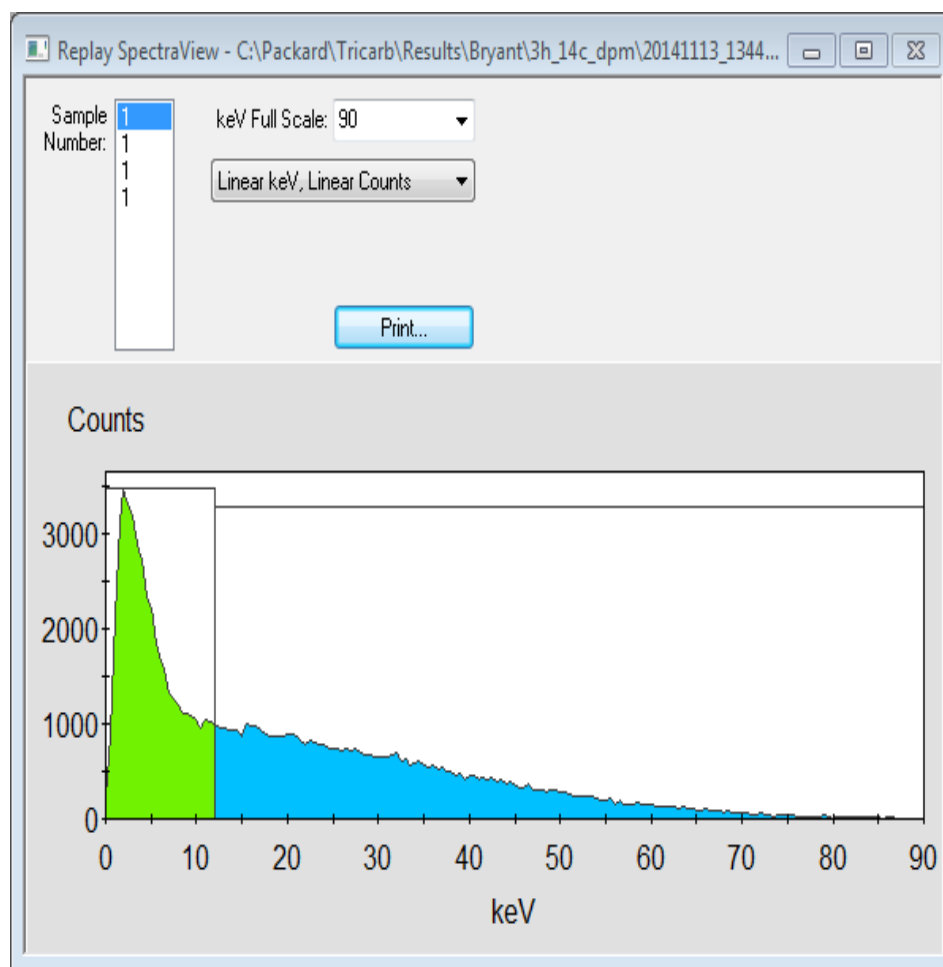 Replay SpectraView - C:\Packard\Tricarb\Results\Bryant\3h_14c_dpm\20141113_1344...
Sample
Number:
1
1
1
1
keV Full Scale: 90
Linear keV, Linear Counts
Print...
Counts
3000
2000
1000
0
0 10 20 30 40 50 60 70 80 90
keV